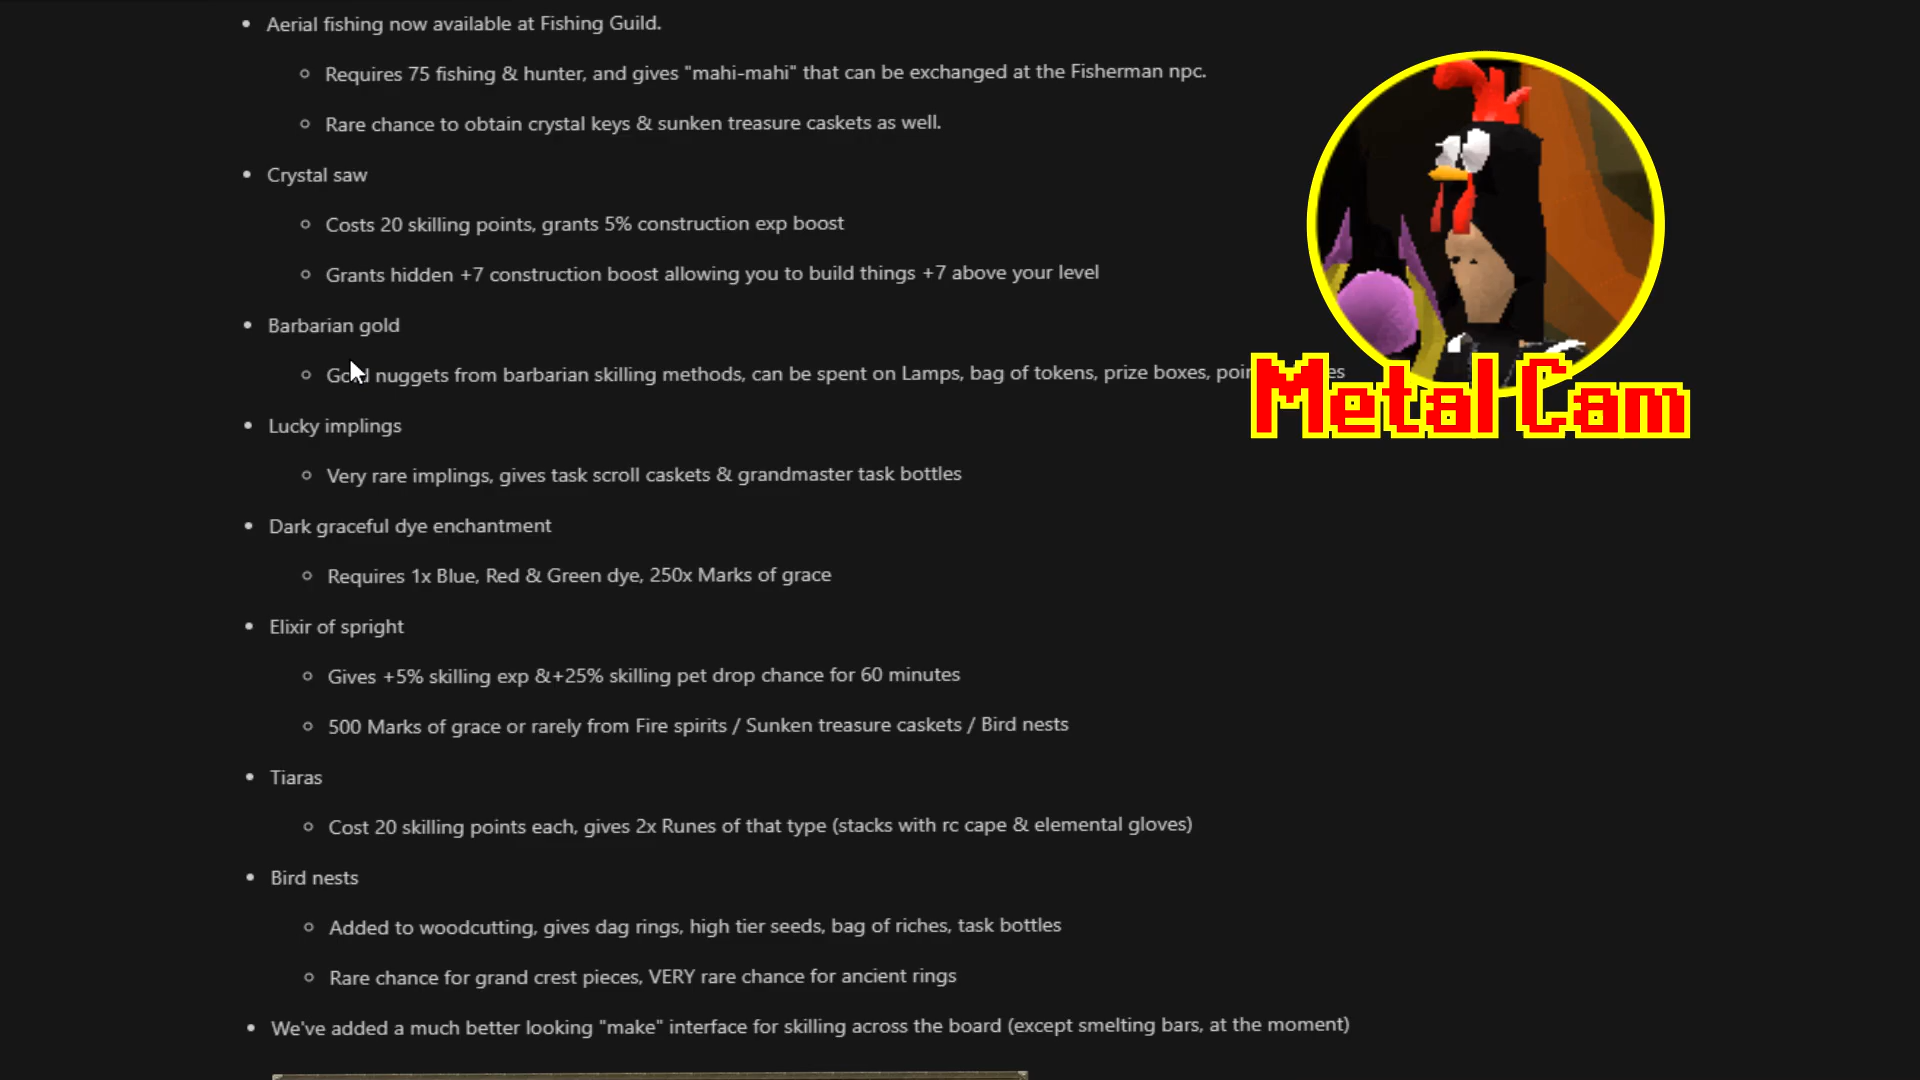 Aerial fishing now available at Fishing Guild.
Requires 75 fishing & hunter, and gives "mahi-mahi" that can be exchanged at the Fisherman npc.
Rare chance to obtain crystal keys & sunken treasure caskets as well.
Crystal saw
Costs 20 skilling points, grants 5% construction exp boost
Grants hidden +7 construction boost allowing you to build things +7 above your level
Barbarian gold
Gold nuggets from barbarian skilling methods, can be spent on Lamps, bag of tokens, prize boxes,
Metal Cam
Lucky implings
Very rare implings, gives task scroll caskets & grandmaster task bottles
Dark graceful dye enchantment
Requires 1x Blue, Red & Green dye, 250x Marks of grace
Elixir of spright
Gives +5% skilling exp &+25% skilling pet drop chance for 60 minutes
500 Marks of grace or rarely from Fire spirits / Sunken treasure caskets / Bird nests
Tiaras
Cost 20 skilling points each, gives 2x Runes of that type (stacks with rc cape & elemental gloves)
Bird nests
Added to woodcutting, gives dag rings, high tier seeds, bag of riches, task bottles
Rare chance for grand crest pieces, VERY rare chance for ancient rings
We've added a much better looking "make" interface for skilling across the board (except smelting bars, at the moment)